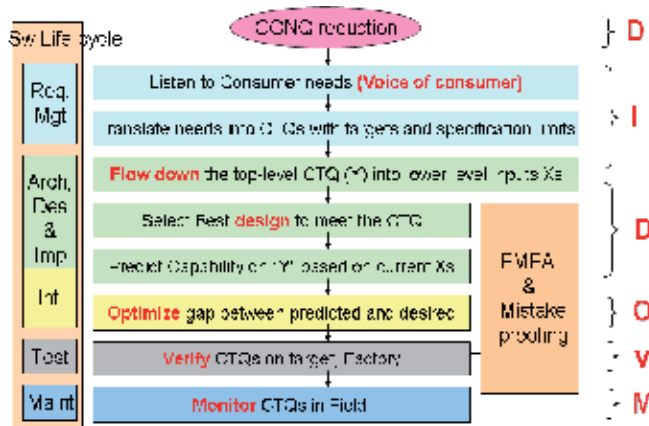 CONQ reduction
D
Sw Life cycle
Req.
Mgt
Listen to Consumer needs (Voice of consumer)
Translate needs into CTQs with targets and specification limits
I
Arch,
Des
&
Imp
Flow down the top-level CTQ (Y) into lower level inputs Xs
Select Best design to meet the CTQ
Predict Capability on "Y" based on current Xs
FMEA
&
Mistake
proofing
D
Int
Optimize gap between predicted and desired
O
Test
Verify CTQs on target, Factory
V
Maint
Monitor CTQs in Field
M